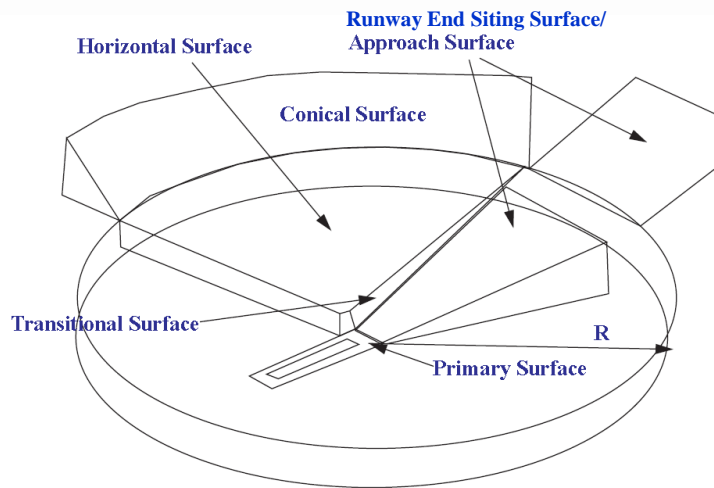 Runway End Siting Surface/
Approach Surface
Horizontal Surface
Conical Surface
Transitional Surface
R
Primary Surface